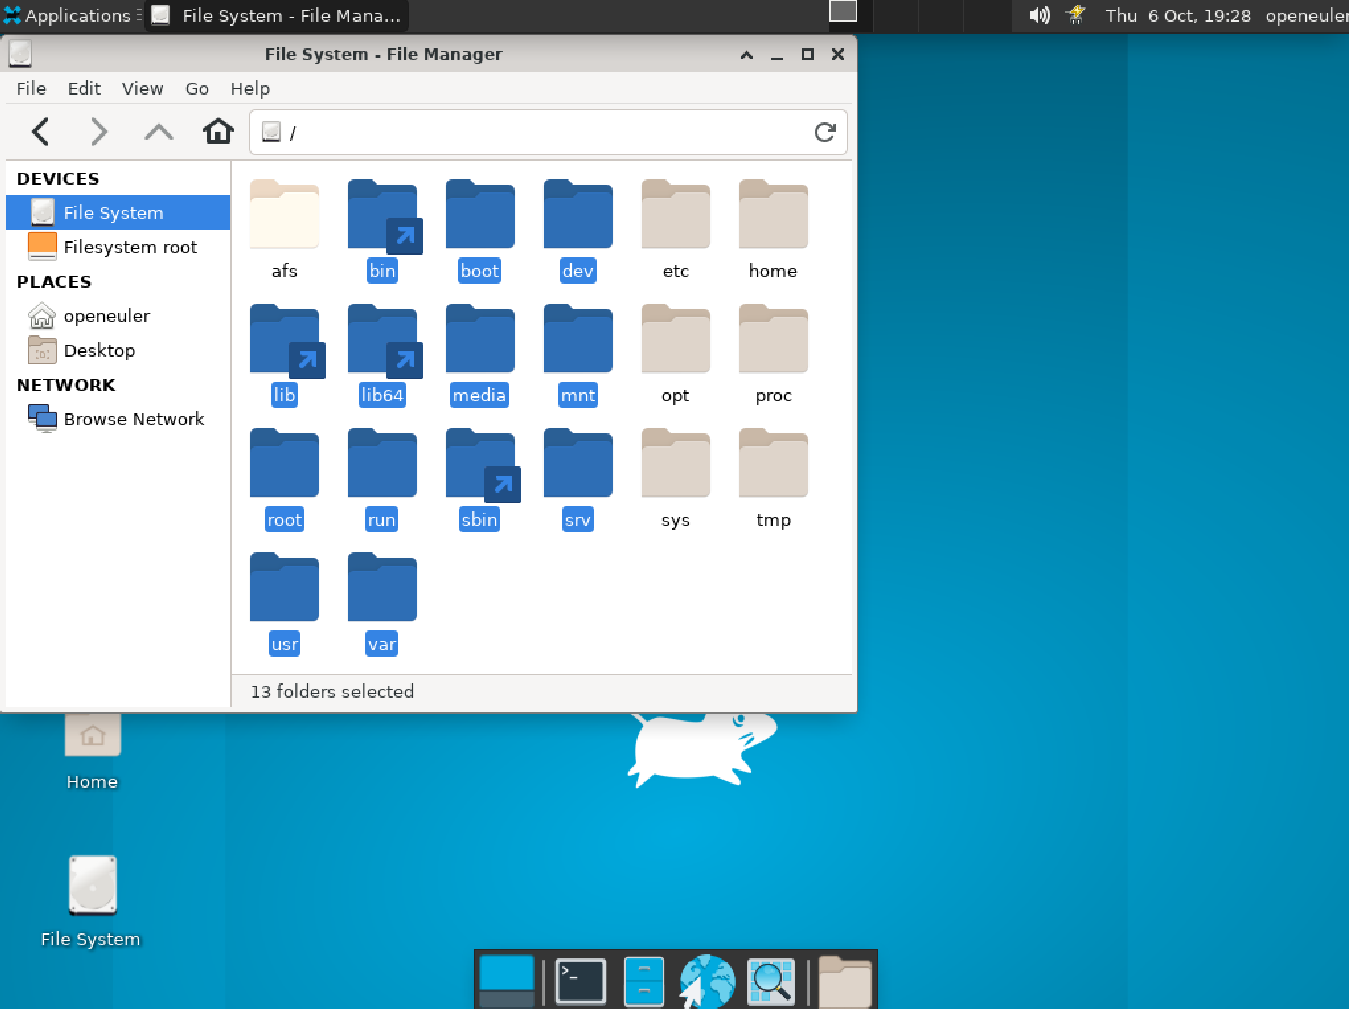 Applications
File System - File Mana...
Thu 6 Oct, 19:28
openeuler
File System - File Manager
File Edit View Go Help
/
DEVICES
File System
Filesystem root
PLACES
openeuler
Desktop
NETWORK
Browse Network
afs bin boot dev etc home
lib lib64 media mnt opt proc
root run sbin srv sys tmp
usr var
13 folders selected
Home
File System
>_